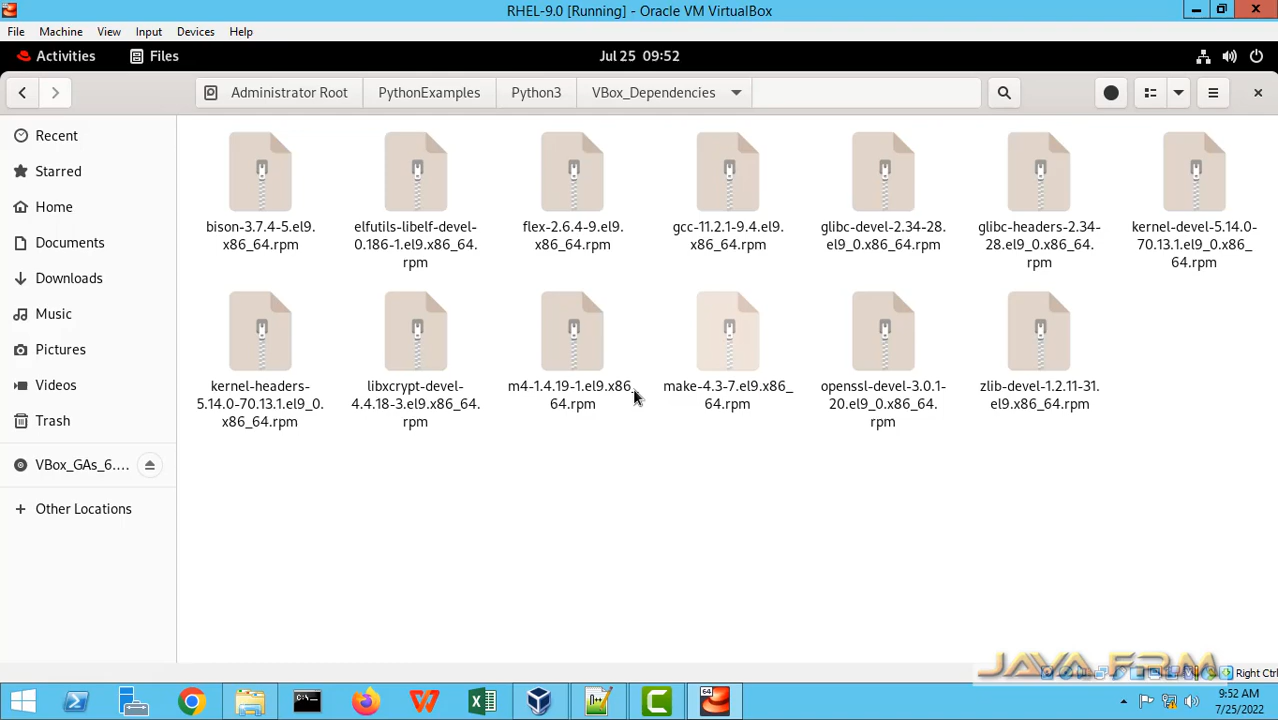 RHEL-9.0 [Running] - Oracle VM VirtualBox
File Machine View Input Devices Help
Activities Files Jul 25 09:52
Administrator Root PythonExamples Python3 VBox_Dependencies
Recent
Starred
Home
Documents
Downloads
Music
Pictures
Videos
Trash
VBox_GAs_6....
+ Other Locations
bison-3.7.4-5.el9.
x86_64.rpm
elfutils-libelf-devel-
0.186-1.el9.x86_64.
rpm
flex-2.6.4-9.el9.
x86_64.rpm
gcc-11.2.1-9.4.el9.
x86_64.rpm
glibc-devel-2.34-28.
el9_0.x86_64.rpm
glibc-headers-2.34-
28.el9_0.x86_64.
rpm
kernel-devel-5.14.0-
70.13.1.el9_0.x86_
64.rpm
kernel-headers-
5.14.0-70.13.1.el9_0.
x86_64.rpm
libxcrypt-devel-
4.4.18-3.el9.x86_64.
rpm
m4-1.4.19-1.el9.x86_
64.rpm
make-4.3-7.el9.x86_
64.rpm
openssl-devel-3.0.1-
20.el9_0.x86_64.
rpm
zlib-devel-1.2.11-31.
el9.x86_64.rpm
JAVA FRM
Right Ctrl
64
9:52 AM
7/25/2022